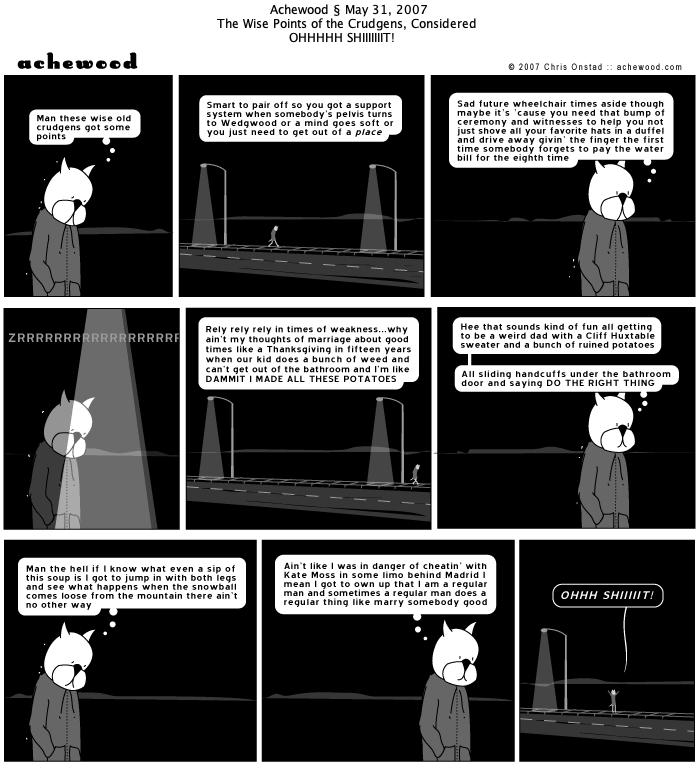 Achewood § May 31, 2007
The Wise Points of the Crudgens, Considered
OHHHHH SHIIIIIIIT!
achewood
© 2007 Chris Onstad :: achewood.com
Man these wise old
crudgens got some
points
Smart to pair off so you got a support
system when somebody's pelvis turns
to Wedgwood or a mind goes soft or
you just need to get out of a place
Sad future wheelchair times aside though
maybe it's 'cause you need that bump of
ceremony and witnesses to help you not
just shove all your favorite hats in a duffel
and drive away givin' the finger the first
time somebody forgets to pay the water
bill for the eighth time
ZRRRRRRRRRRRRRRRRRRF
Rely rely rely in times of weakness...why
ain't my thoughts of marriage about good
times like a Thanksgiving in fifteen years
when our kid does a bunch of weed and
can't get out of the bathroom and I'm like
DAMMIT I MADE ALL THESE POTATOES
Hee that sounds kind of fun all getting
to be a weird dad with a Cliff Huxtable
sweater and a bunch of ruined potatoes
All sliding handcuffs under the bathroom
door and saying DO THE RIGHT THING
Man the hell if I know what even a sip of
this soup is I got to jump in with both legs
and see what happens when the snowball
comes loose from the mountain there ain't
no other way
Ain't like I was in danger of cheatin' with
Kate Moss in some limo behind Madrid I
mean I got to own up that I am a regular
man and sometimes a regular man does a
regular thing like marry somebody good
OHHH SHIIIIIT!